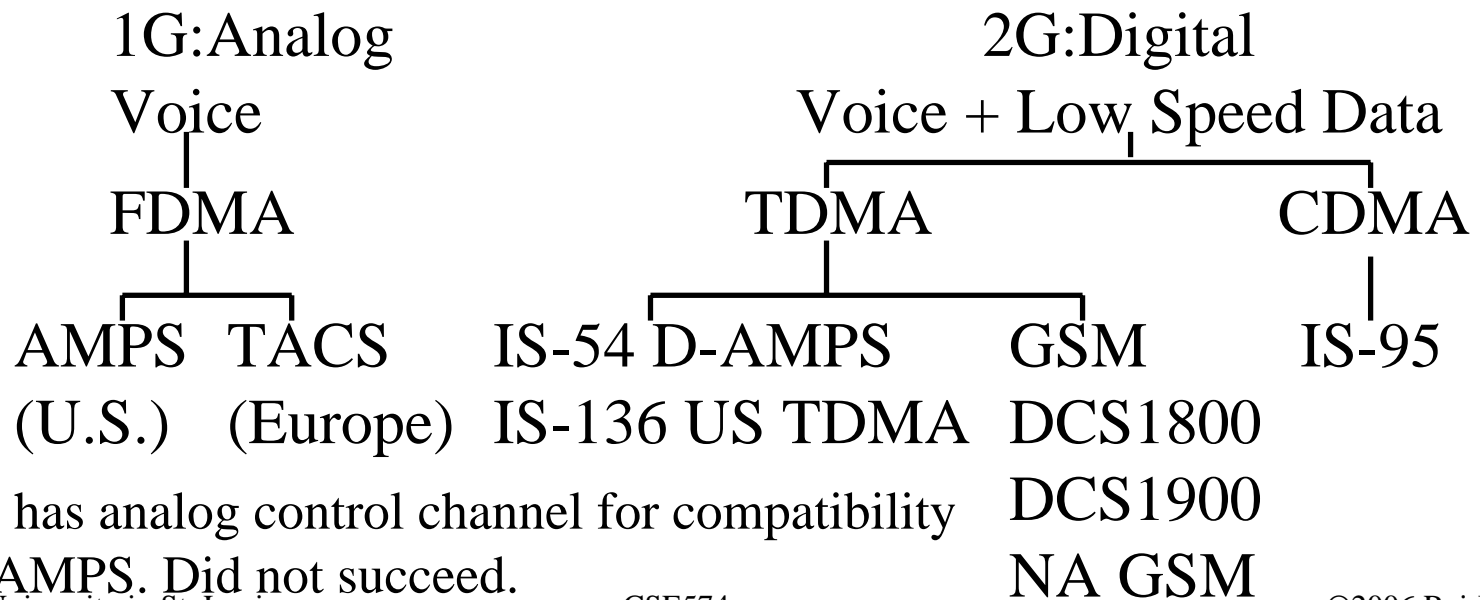 1G:Analog
2G:Digital
Voice
Voice + Low Speed Data
FDMA
TDMA
CDMA
AMPS TACS IS-54 D-AMPS GSM IS-95
(U.S.) (Europe) IS-136 US TDMA DCS1800
has analog control channel for compatibility
DCS1900
AMPS. Did not succeed.
NA GSM
CSE574